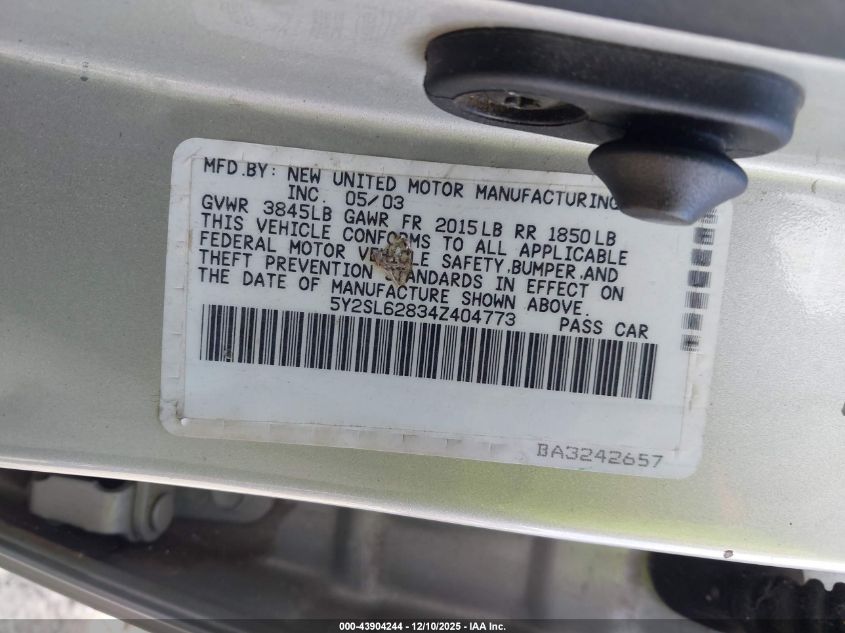 MFD.BY: NEW UNITED MOTOR MANUFACTURING
INC. 05/03
GVWR 3845LB GAWR FR 2015LB RR 1850LB
THIS VEHICLE CONFORMS TO ALL APPLICABLE
FEDERAL MOTOR VEHICLE SAFETY,BUMPER,AND
THEFT PREVENTION STANDARDS IN EFFECT ON
THE DATE OF MANUFACTURE SHOWN ABOVE.
5Y2SL62834Z404773 PASS CAR
BA3242657
000-43904244 - 12/10/2025 - IAA Inc.